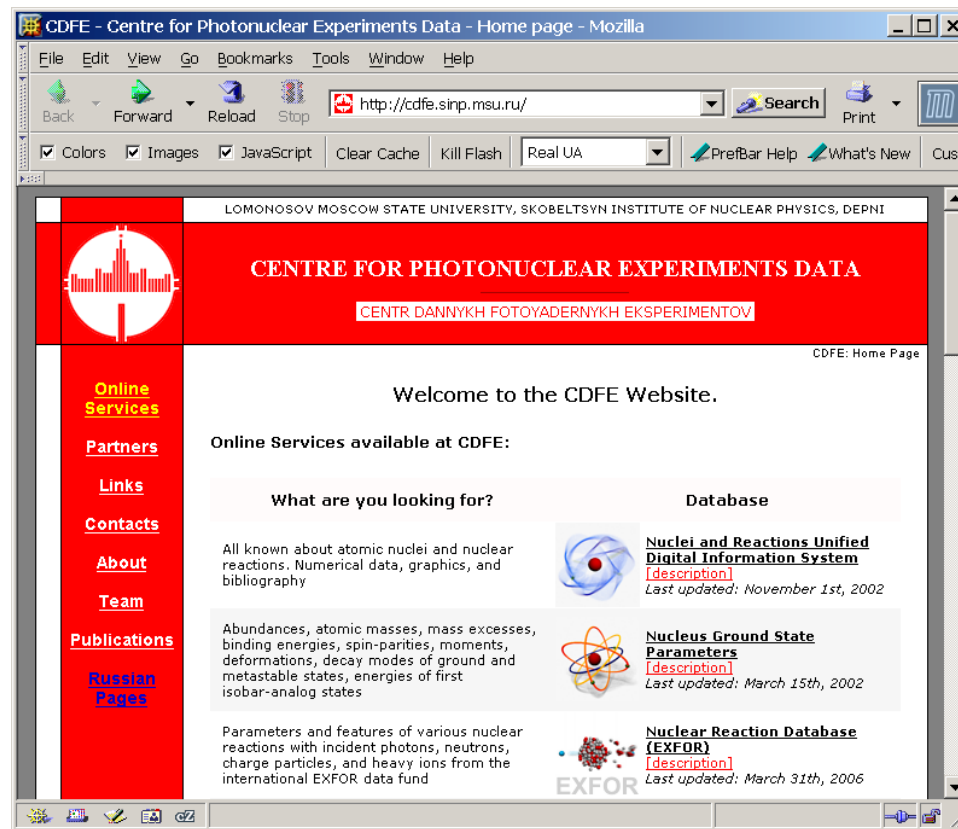 CDFE - Centre for Photonuclear Experiments Data - Home page - Mozilla
File Edit View Go Bookmarks Tools Window Help
Back Forward Reload Stop http://cdfe.sinp.msu.ru/ Search Print
Colors Images JavaScript Clear Cache Kill Flash Real UA PrefBar Help What's New Cus
LOMONOSOV MOSCOW STATE UNIVERSITY, SKOBELTSYN INSTITUTE OF NUCLEAR PHYSICS, DEPNI
CENTRE FOR PHOTONUCLEAR EXPERIMENTS DATA
CENTR DANNYKH FOTOYADERNYKH EKSPERIMENTOV
CDFE: Home Page
Online
Services
Partners
Links
Contacts
About
Team
Publications
Russian
Pages
Welcome to the CDFE Website.
Online Services available at CDFE:
What are you looking for? Database
All known about atomic nuclei and nuclear
reactions. Numerical data, graphics, and
bibliography
Nuclei and Reactions Unified
Digital Information System
[description]
Last updated: November 1st, 2002
Abundances, atomic masses, mass excesses,
binding energies, spin-parities, moments,
deformations, decay modes of ground and
metastable states, energies of first
isobar-analog states
Nucleus Ground State
Parameters
[description]
Last updated: March 15th, 2002
Parameters and features of various nuclear
reactions with incident photons, neutrons,
charge particles, and heavy ions from the
international EXFOR data fund
EXFOR
Nuclear Reaction Database
(EXFOR)
[description]
Last updated: March 31th, 2006
cZ